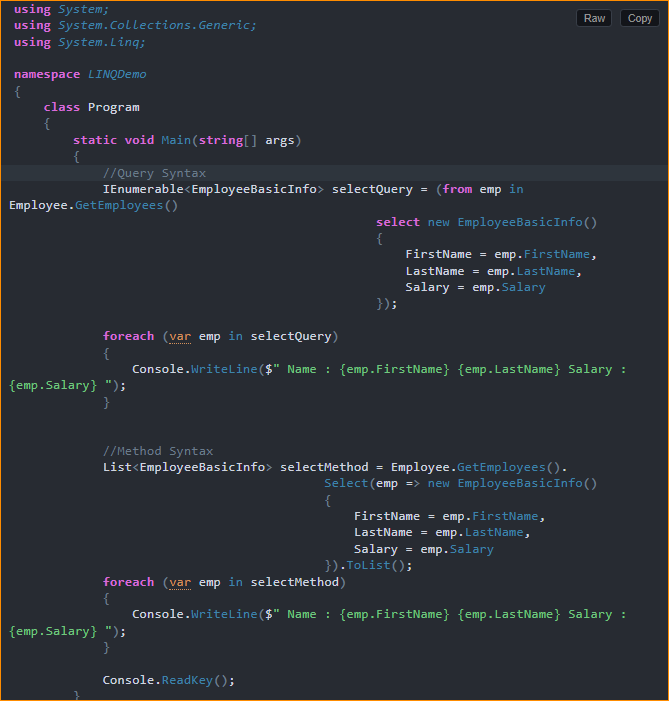 using System;
Raw Copy
using System.Collections.Generic;
using System.Linq;
namespace LINQDemo
{
class Program
{
static void Main(string[] args)
{
//Query Syntax
IEnumerable<EmployeeBasicInfo> selectQuery = (from emp in
Employee.GetEmployees()
select new EmployeeBasicInfo()
{
FirstName = emp.FirstName,
LastName = emp.LastName,
Salary = emp.Salary
});
foreach (var emp in selectQuery)
{
Console.WriteLine($" Name : {emp.FirstName} {emp.LastName} Salary :
{emp.Salary} ");
}
//Method Syntax
List<EmployeeBasicInfo> selectMethod = Employee.GetEmployees().
Select(emp => new EmployeeBasicInfo()
{
FirstName = emp.FirstName,
LastName = emp.LastName,
Salary = emp.Salary
}).ToList();
foreach (var emp in selectMethod)
{
Console.WriteLine($" Name : {emp.FirstName} {emp.LastName} Salary :
{emp.Salary} ");
}
Console.ReadKey();
}